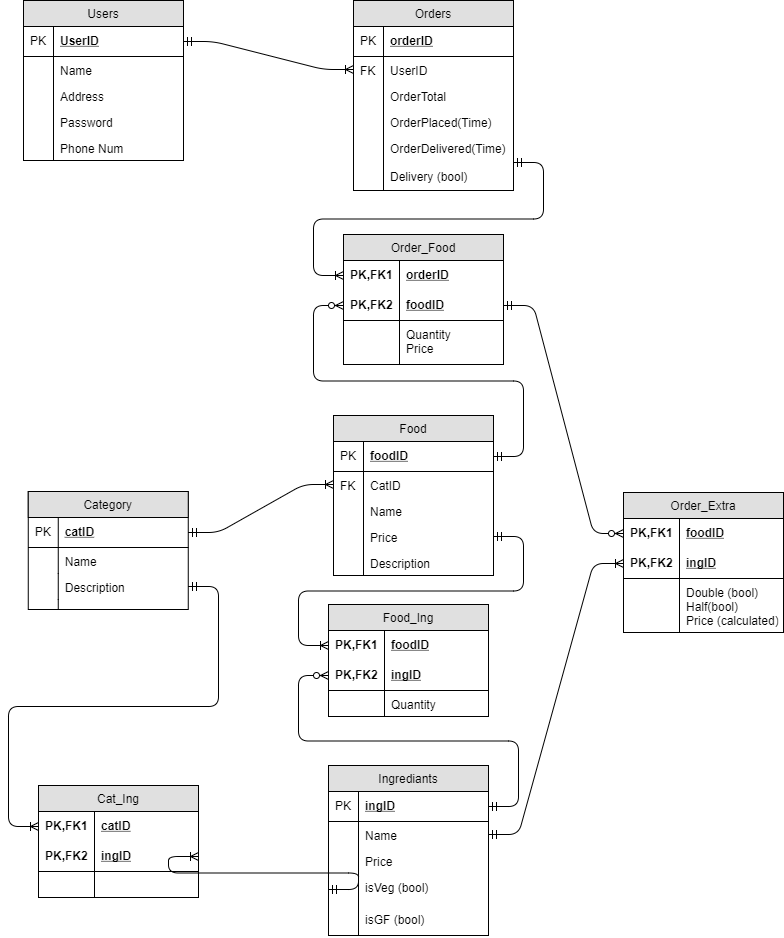 Users
PK UserID
Name
Address
Password
Phone Num
Orders
PK orderID
FK UserID
OrderTotal
OrderPlaced(Time)
OrderDelivered(Time)
Delivery (bool)
Order_Food
PK,FK1 orderID
PK,FK2 foodID
Quantity
Price
Food
PK foodID
FK CatID
Name
Price
Description
Category
PK catID
Name
Description
Order_Extra
PK,FK1 foodID
PK,FK2 ingID
Double (bool)
Half(bool)
Price (calculated)
Food_Ing
PK,FK1 foodID
PK,FK2 ingID
Quantity
Cat_Ing
PK,FK1 catID
PK,FK2 ingID
Ingrediants
PK ingID
Name
Price
isVeg (bool)
isGF (bool)